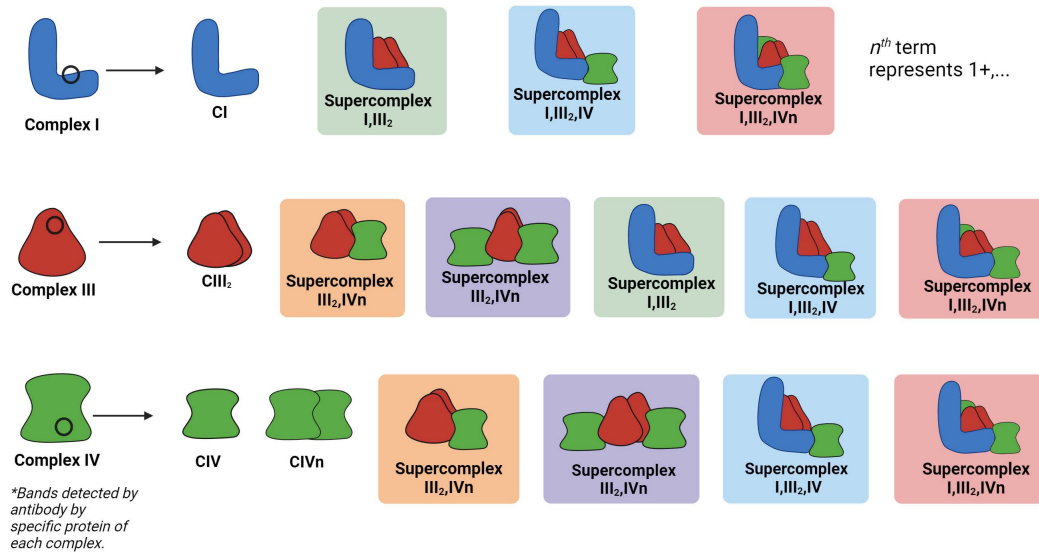 Complex I
CI
Supercomplex
I,III₂
Supercomplex
I,III₂,IV
Supercomplex
I,III₂,IVn
nᵗʰ term
represents 1+,...
Complex III
CIII₂
Supercomplex
III₂,IVn
Supercomplex
III₂,IVn
Supercomplex
I,III₂
Supercomplex
I,III₂,IV
Supercomplex
I,III₂,IVn
Complex IV
CIV
CIVn
Supercomplex
III₂,IVn
Supercomplex
III₂,IVn
Supercomplex
I,III₂,IV
Supercomplex
I,III₂,IVn
*Bands detected by
antibody by
specific protein of
each complex.